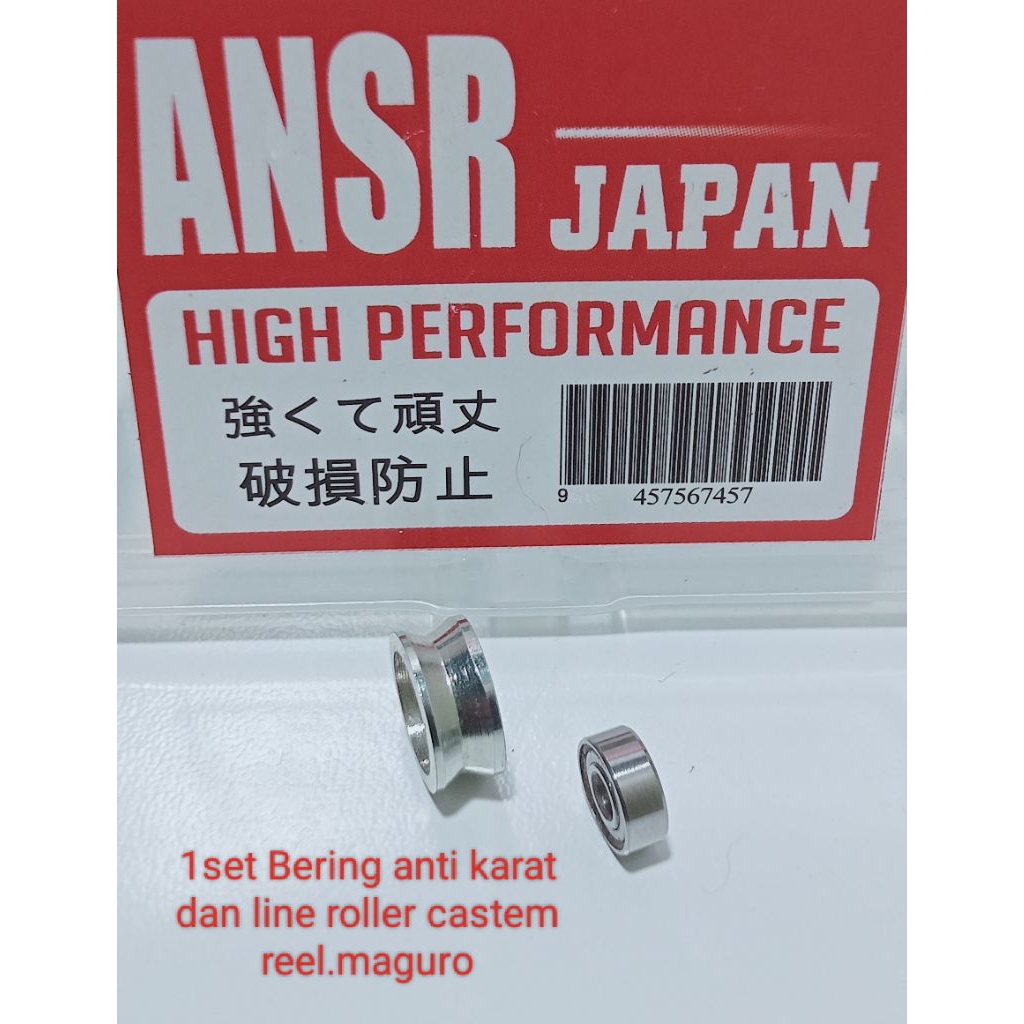 ANSR
JAPAN
HIGH PERFORMANCE
強くて頑丈
破損防止
9 457567457
1set Bering anti karat
dan line roller castem
reel.maguro